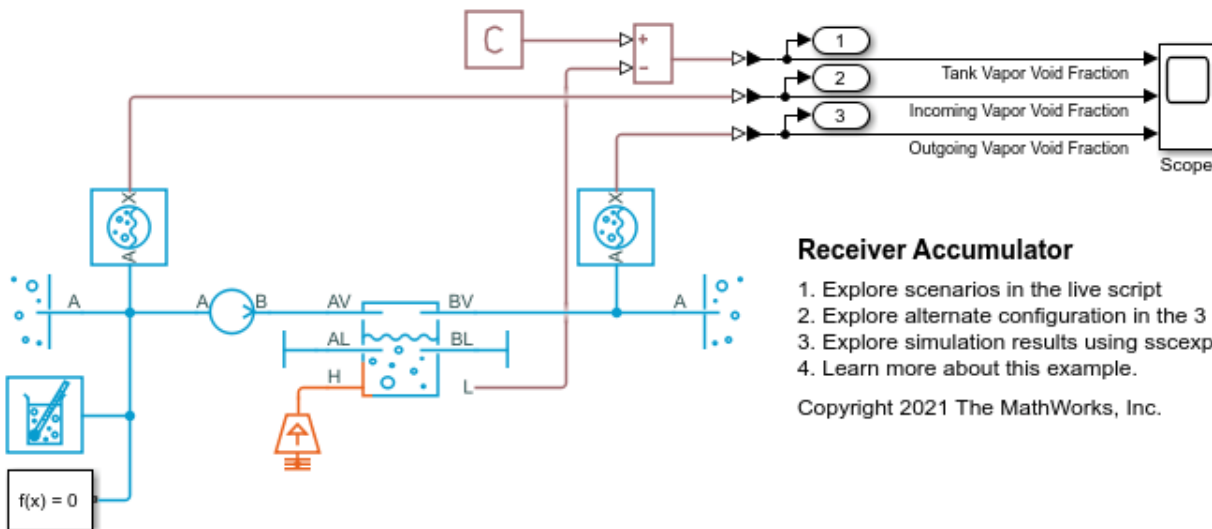 C
+
−
1
Tank Vapor Void Fraction
2
Incoming Vapor Void Fraction
3
Outgoing Vapor Void Fraction
Scope
X
A
X
A
A
A
B
AV
BV
A
AL
BL
H
L
f(x) = 0
Receiver Accumulator
1. Explore scenarios in the live script
2. Explore alternate configuration in the 3
3. Explore simulation results using sscexp
4. Learn more about this example.
Copyright 2021 The MathWorks, Inc.